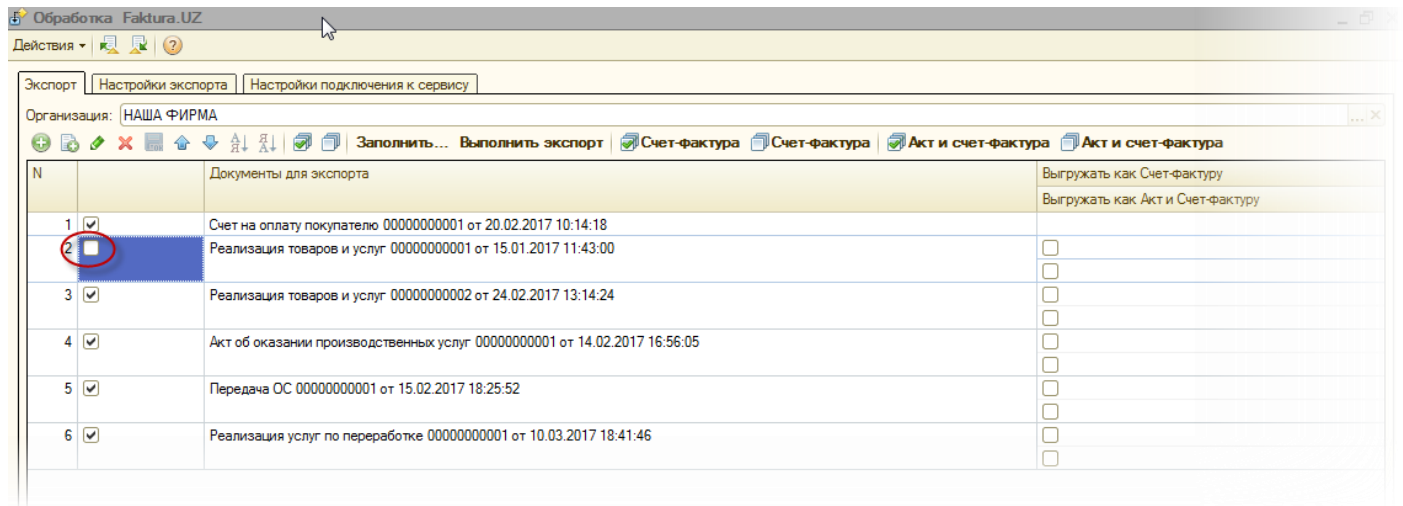 Обработка Faktura.UZ
Действия
Экспорт Настройки экспорта Настройки подключения к сервису
Организация: НАША ФИРМА
Заполнить... Выполнить экспорт Счет-фактура Счет-фактура Акт и счет-фактура Акт и счет-фактура
N Документы для экспорта Выгружать как Счет-фактуру
Выгружать как Акт и Счет-фактуру
1 Счет на оплату покупателю 00000000001 от 20.02.2017 10:14:18
2 Реализация товаров и услуг 00000000001 от 15.01.2017 11:43:00
3 Реализация товаров и услуг 00000000002 от 24.02.2017 13:14:24
4 Акт об оказании производственных услуг 00000000001 от 14.02.2017 16:56:05
5 Передача ОС 00000000001 от 15.02.2017 18:25:52
6 Реализация услуг по переработке 00000000001 от 10.03.2017 18:41:46